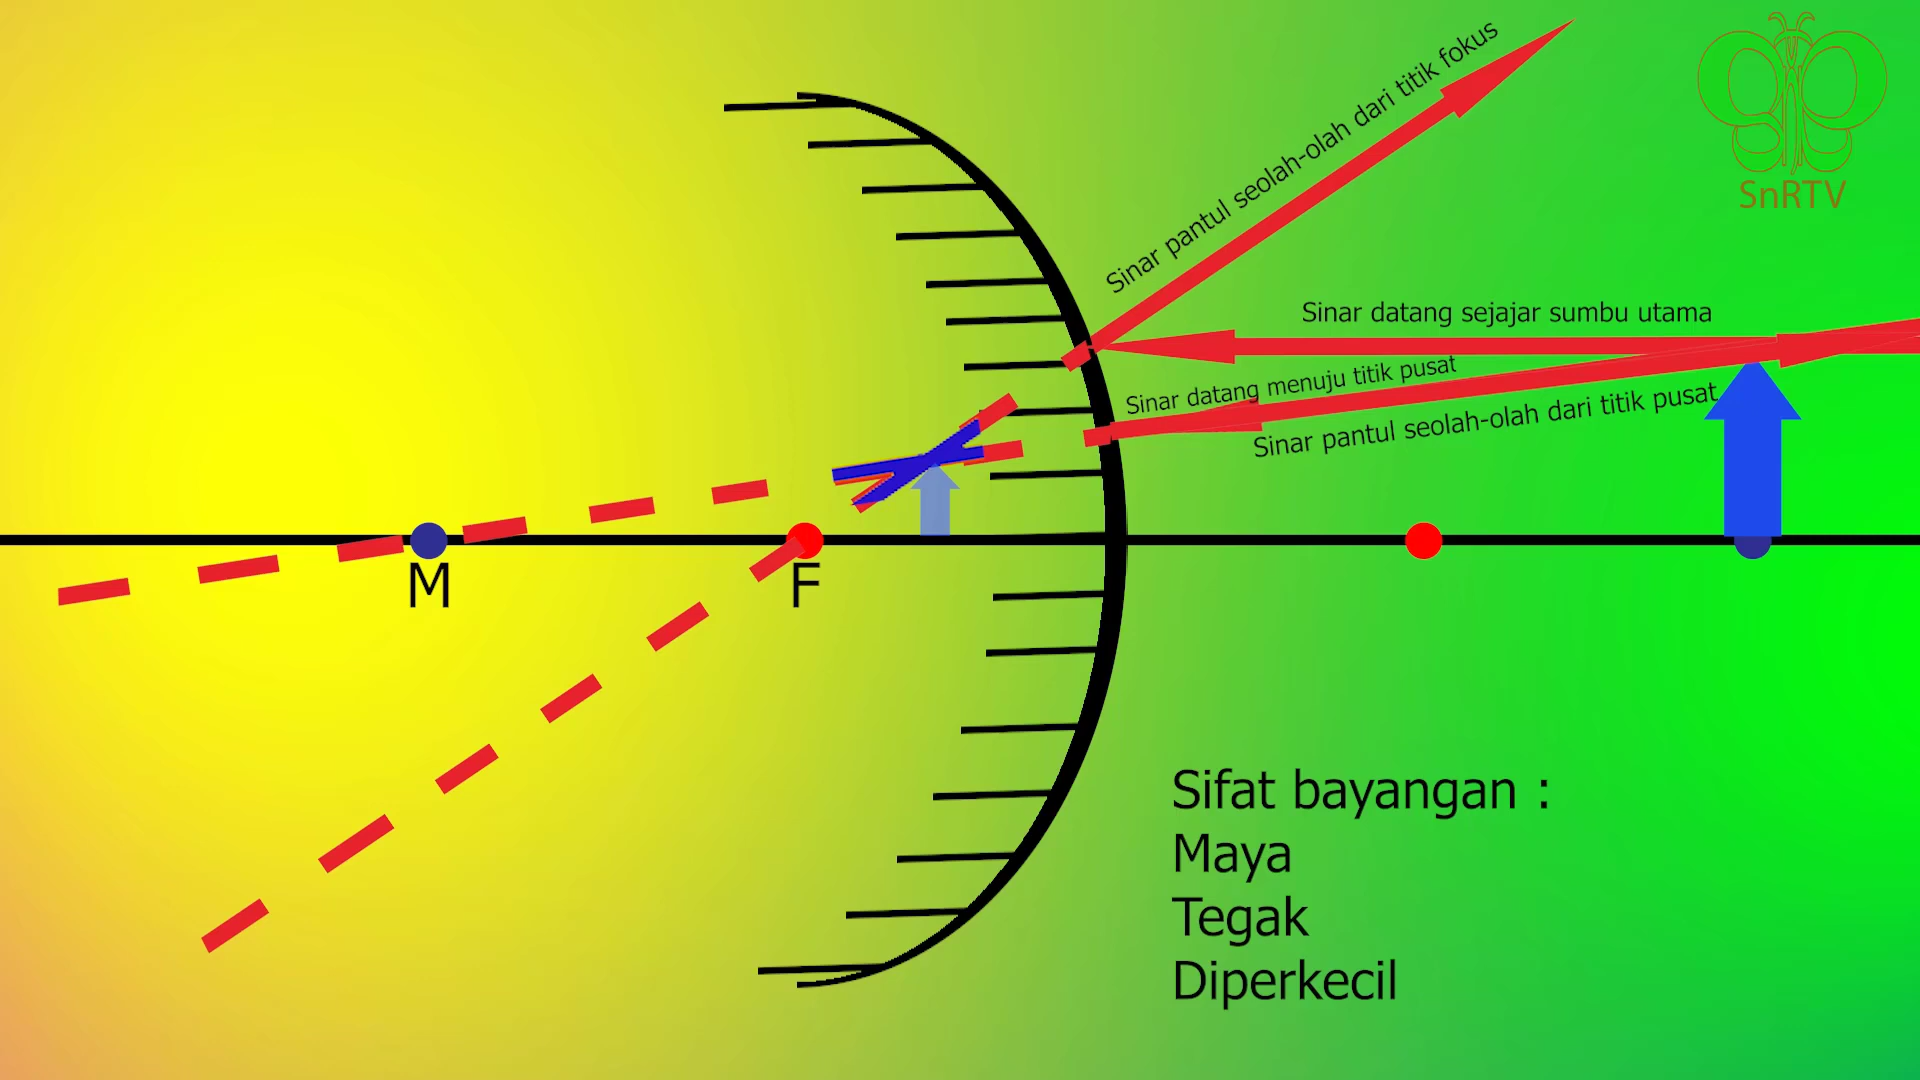 Sinar pantul seolah-olah dari titik fokus
SnRTV
Sinar datang sejajar sumbu utama
Sinar datang menuju titik pusat
Sinar pantul seolah-olah dari titik pusat
M
F
Sifat bayangan :
Maya
Tegak
Diperkecil